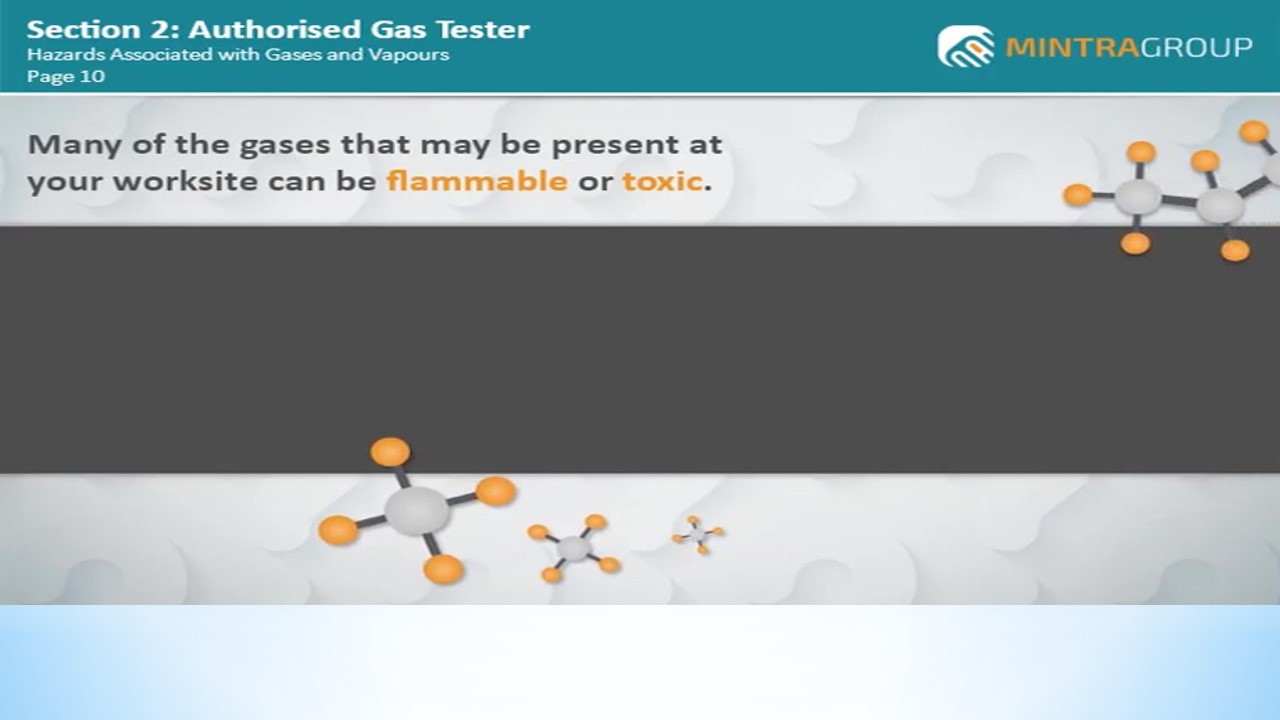 Section 2: Authorised Gas Tester
Hazards Associated with Gases and Vapours
Page 10
MINTRAGROUP
Many of the gases that may be present at
your worksite can be flammable or toxic.